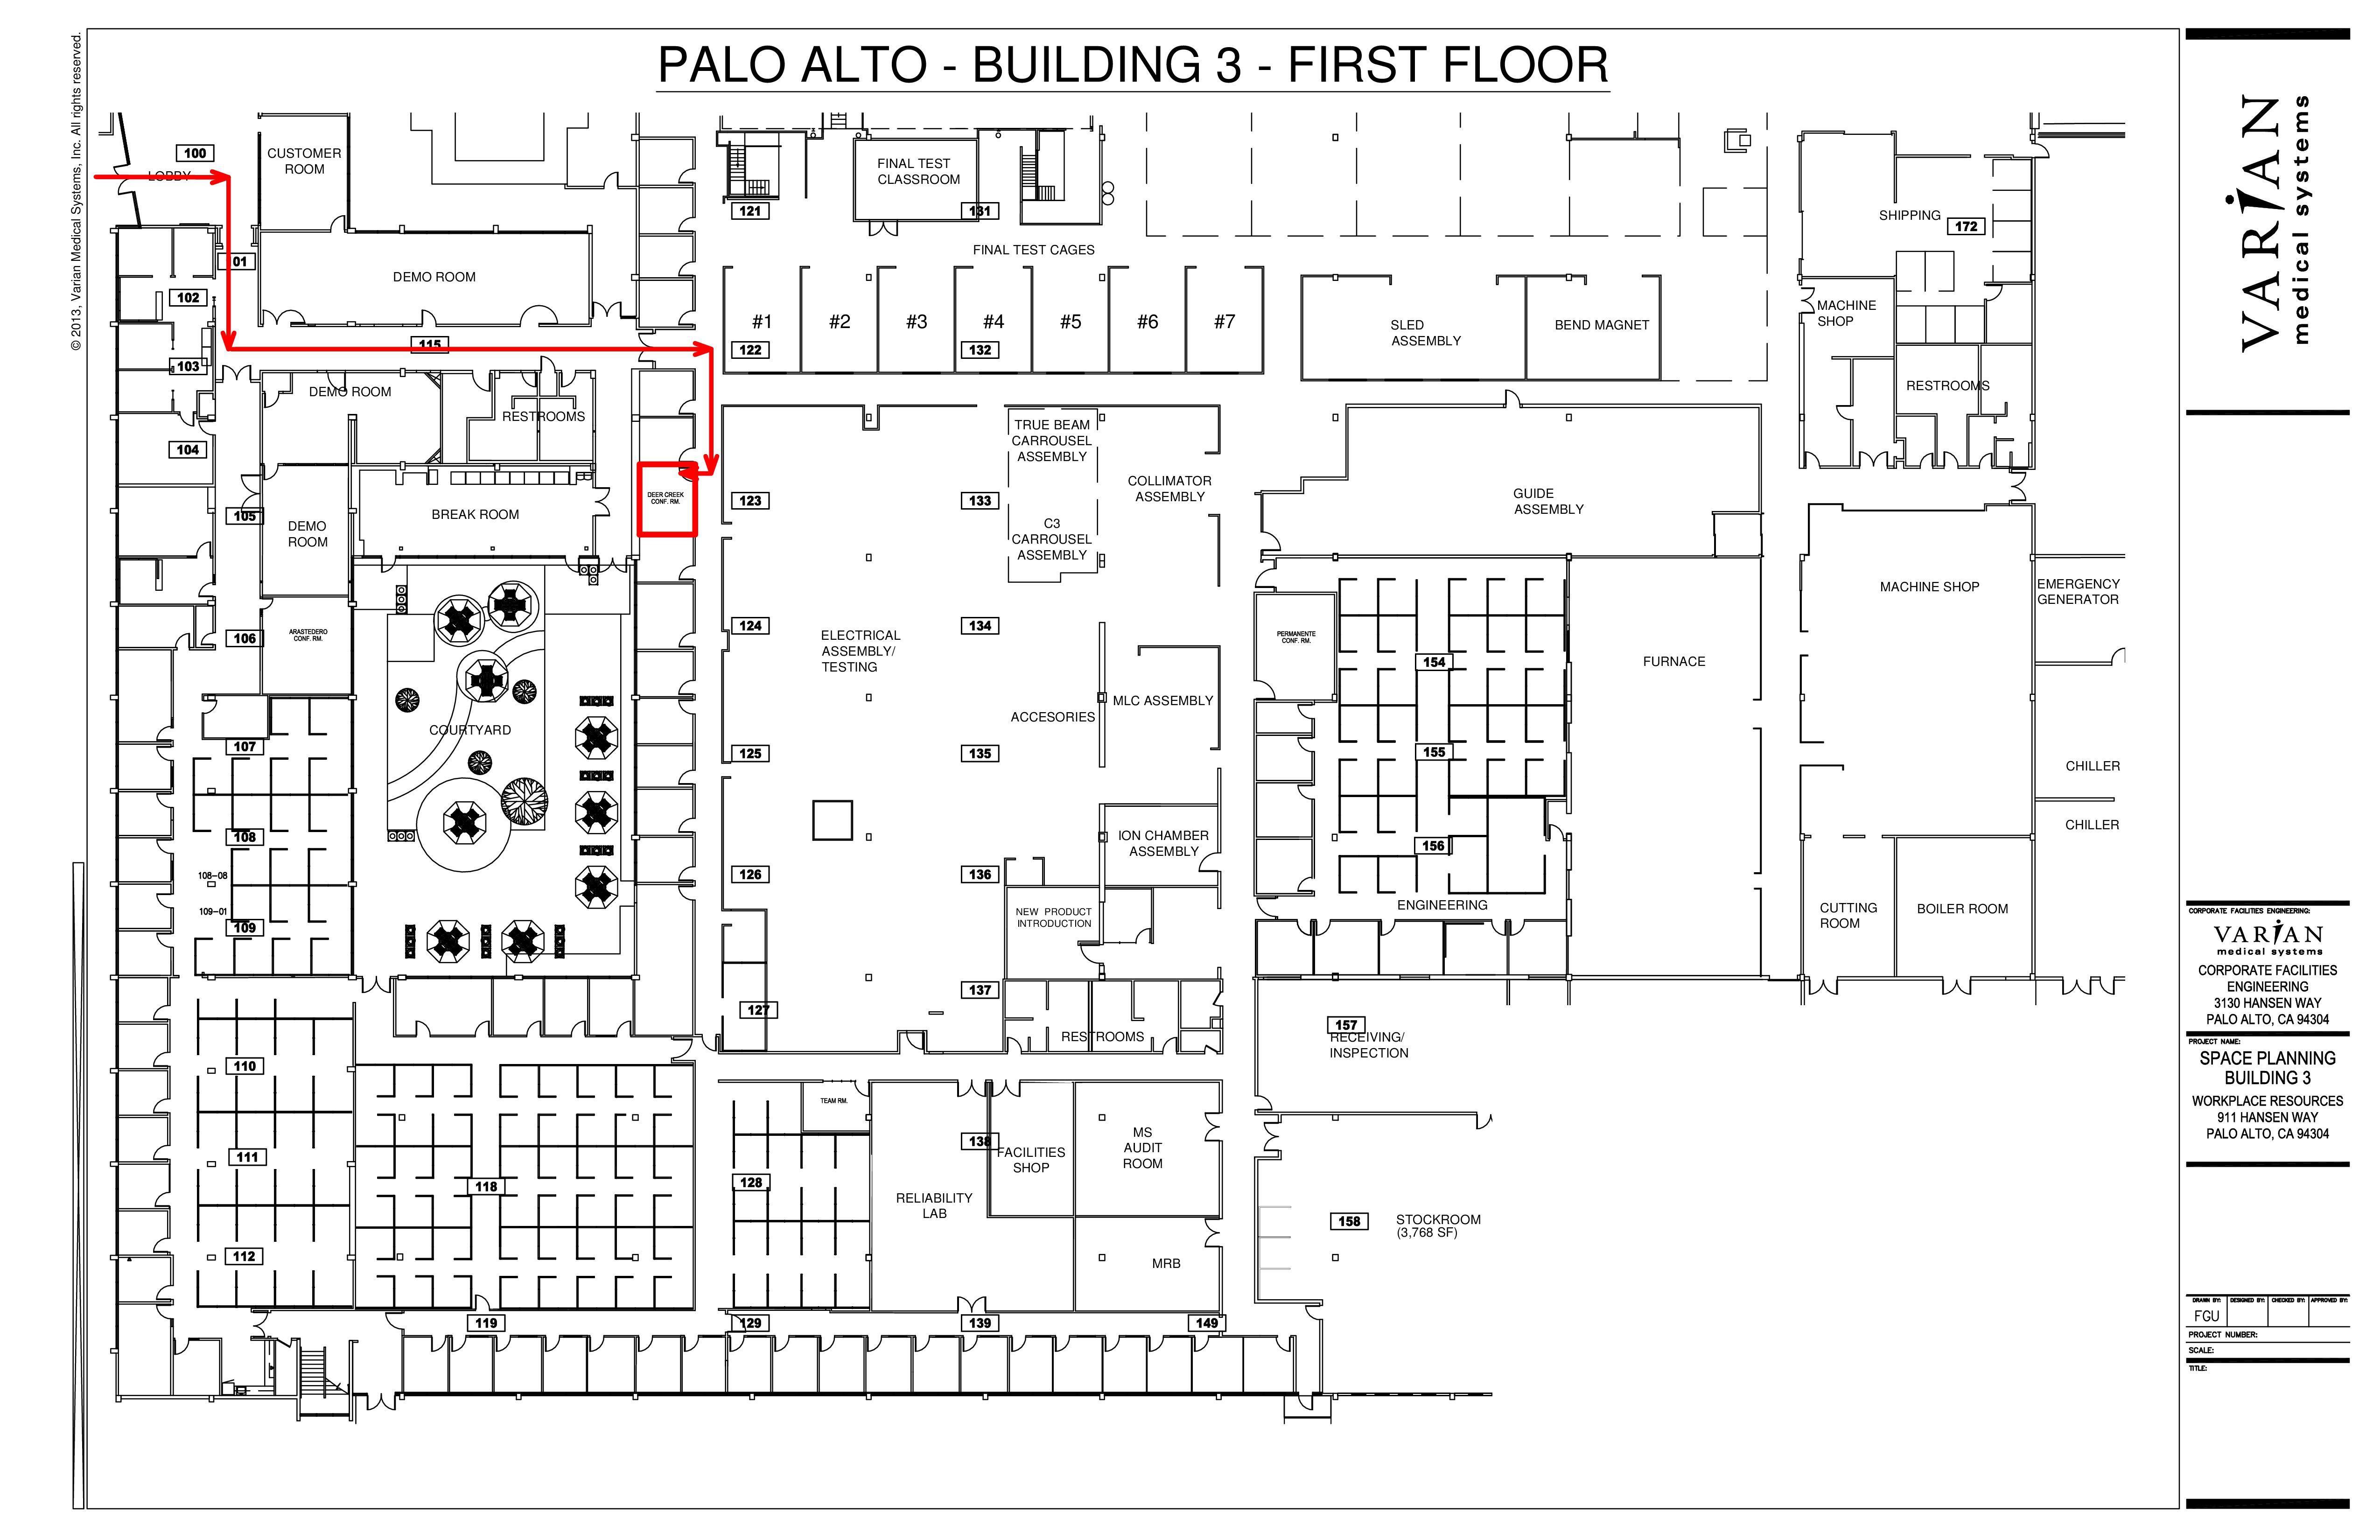 PALO ALTO - BUILDING 3 - FIRST FLOOR
© 2013, Varian Medical Systems, Inc. All rights reserved.
100
LOBBY
CUSTOMER
ROOM
01
102
DEMO ROOM
103
115
DEMO ROOM
RESTROOMS
104
105
DEMO
ROOM
BREAK ROOM
DEER CREEK
CONF. RM.
106
ARASTEDERO
CONF. RM.
COURTYARD
107
108
108-08
109-01
109
110
111
112
118
119
121
FINAL TEST
CLASSROOM
131
FINAL TEST CAGES
#1
#2
#3
#4
#5
#6
#7
122
132
SLED
ASSEMBLY
BEND MAGNET
123
133
TRUE BEAM
CARROUSEL
ASSEMBLY
C3
CARROUSEL
ASSEMBLY
COLLIMATOR
ASSEMBLY
124
134
ELECTRICAL
ASSEMBLY/
TESTING
ACCESORIES
MLC ASSEMBLY
125
135
ION CHAMBER
ASSEMBLY
126
136
NEW PRODUCT
INTRODUCTION
127
137
RESTROOMS
TEAM RM.
128
138
FACILITIES
SHOP
MS
AUDIT
ROOM
RELIABILITY
LAB
MRB
129
139
149
GUIDE
ASSEMBLY
PERMANENTE
CONF. RM.
154
155
156
ENGINEERING
FURNACE
157
RECEIVING/
INSPECTION
158
STOCKROOM
(3,768 SF)
SHIPPING
172
MACHINE
SHOP
RESTROOMS
MACHINE SHOP
EMERGENCY
GENERATOR
CHILLER
CHILLER
CUTTING
ROOM
BOILER ROOM
VARIAN
medical systems
CORPORATE FACILITIES ENGINEERING:
VARIAN
medical systems
CORPORATE FACILITIES
ENGINEERING
3130 HANSEN WAY
PALO ALTO, CA 94304
PROJECT NAME:
SPACE PLANNING
BUILDING 3
WORKPLACE RESOURCES
911 HANSEN WAY
PALO ALTO, CA 94304
DRAWN BY: DESIGNED BY: CHECKED BY: APPROVED BY:
FGU
PROJECT NUMBER:
SCALE:
TITLE: